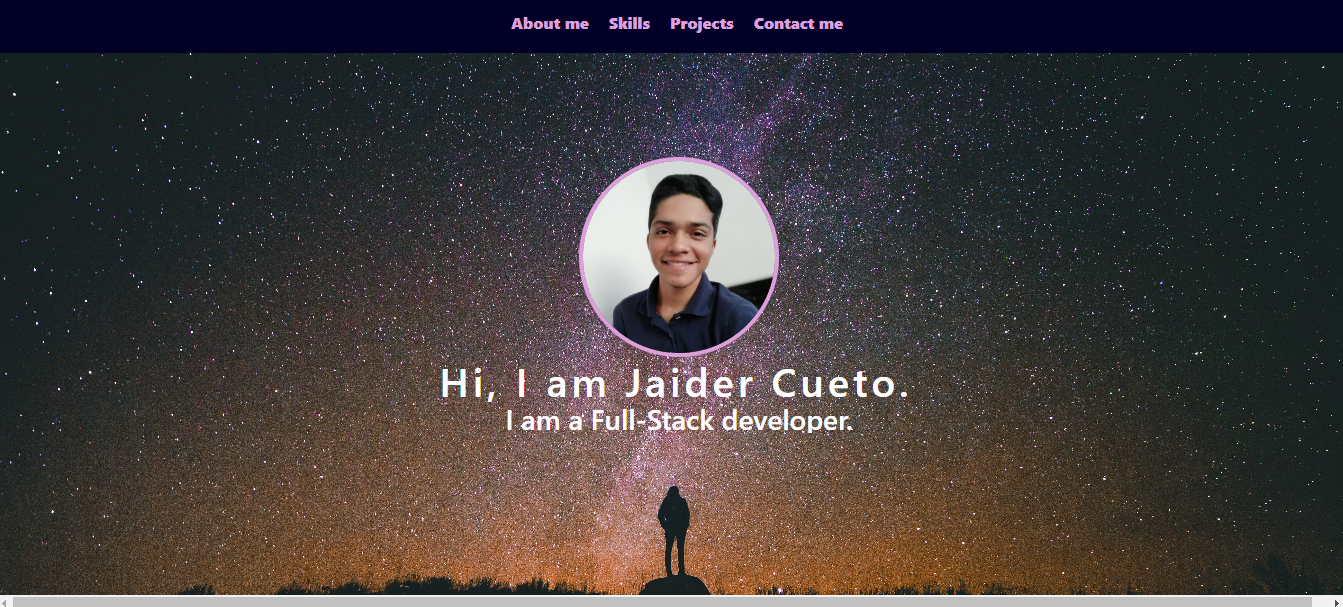 About me Skills Projects Contact me
Hi, I am Jaider Cueto.
I am a Full-Stack developer.